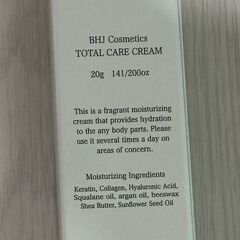 BHJ Cosmetics
TOTAL CARE CREAM
20g 141/200oz
This is a fragrant moisturizing
cream that provides hydration
to the any body parts. Please
use it several times a day on
areas of concern.
Moisturizing Ingredients
Keratin, Collagen, Hyaluronic Acid,
Squalane oil, argan oil, beeswax
Shea Butter, Sunflower Seed Oil